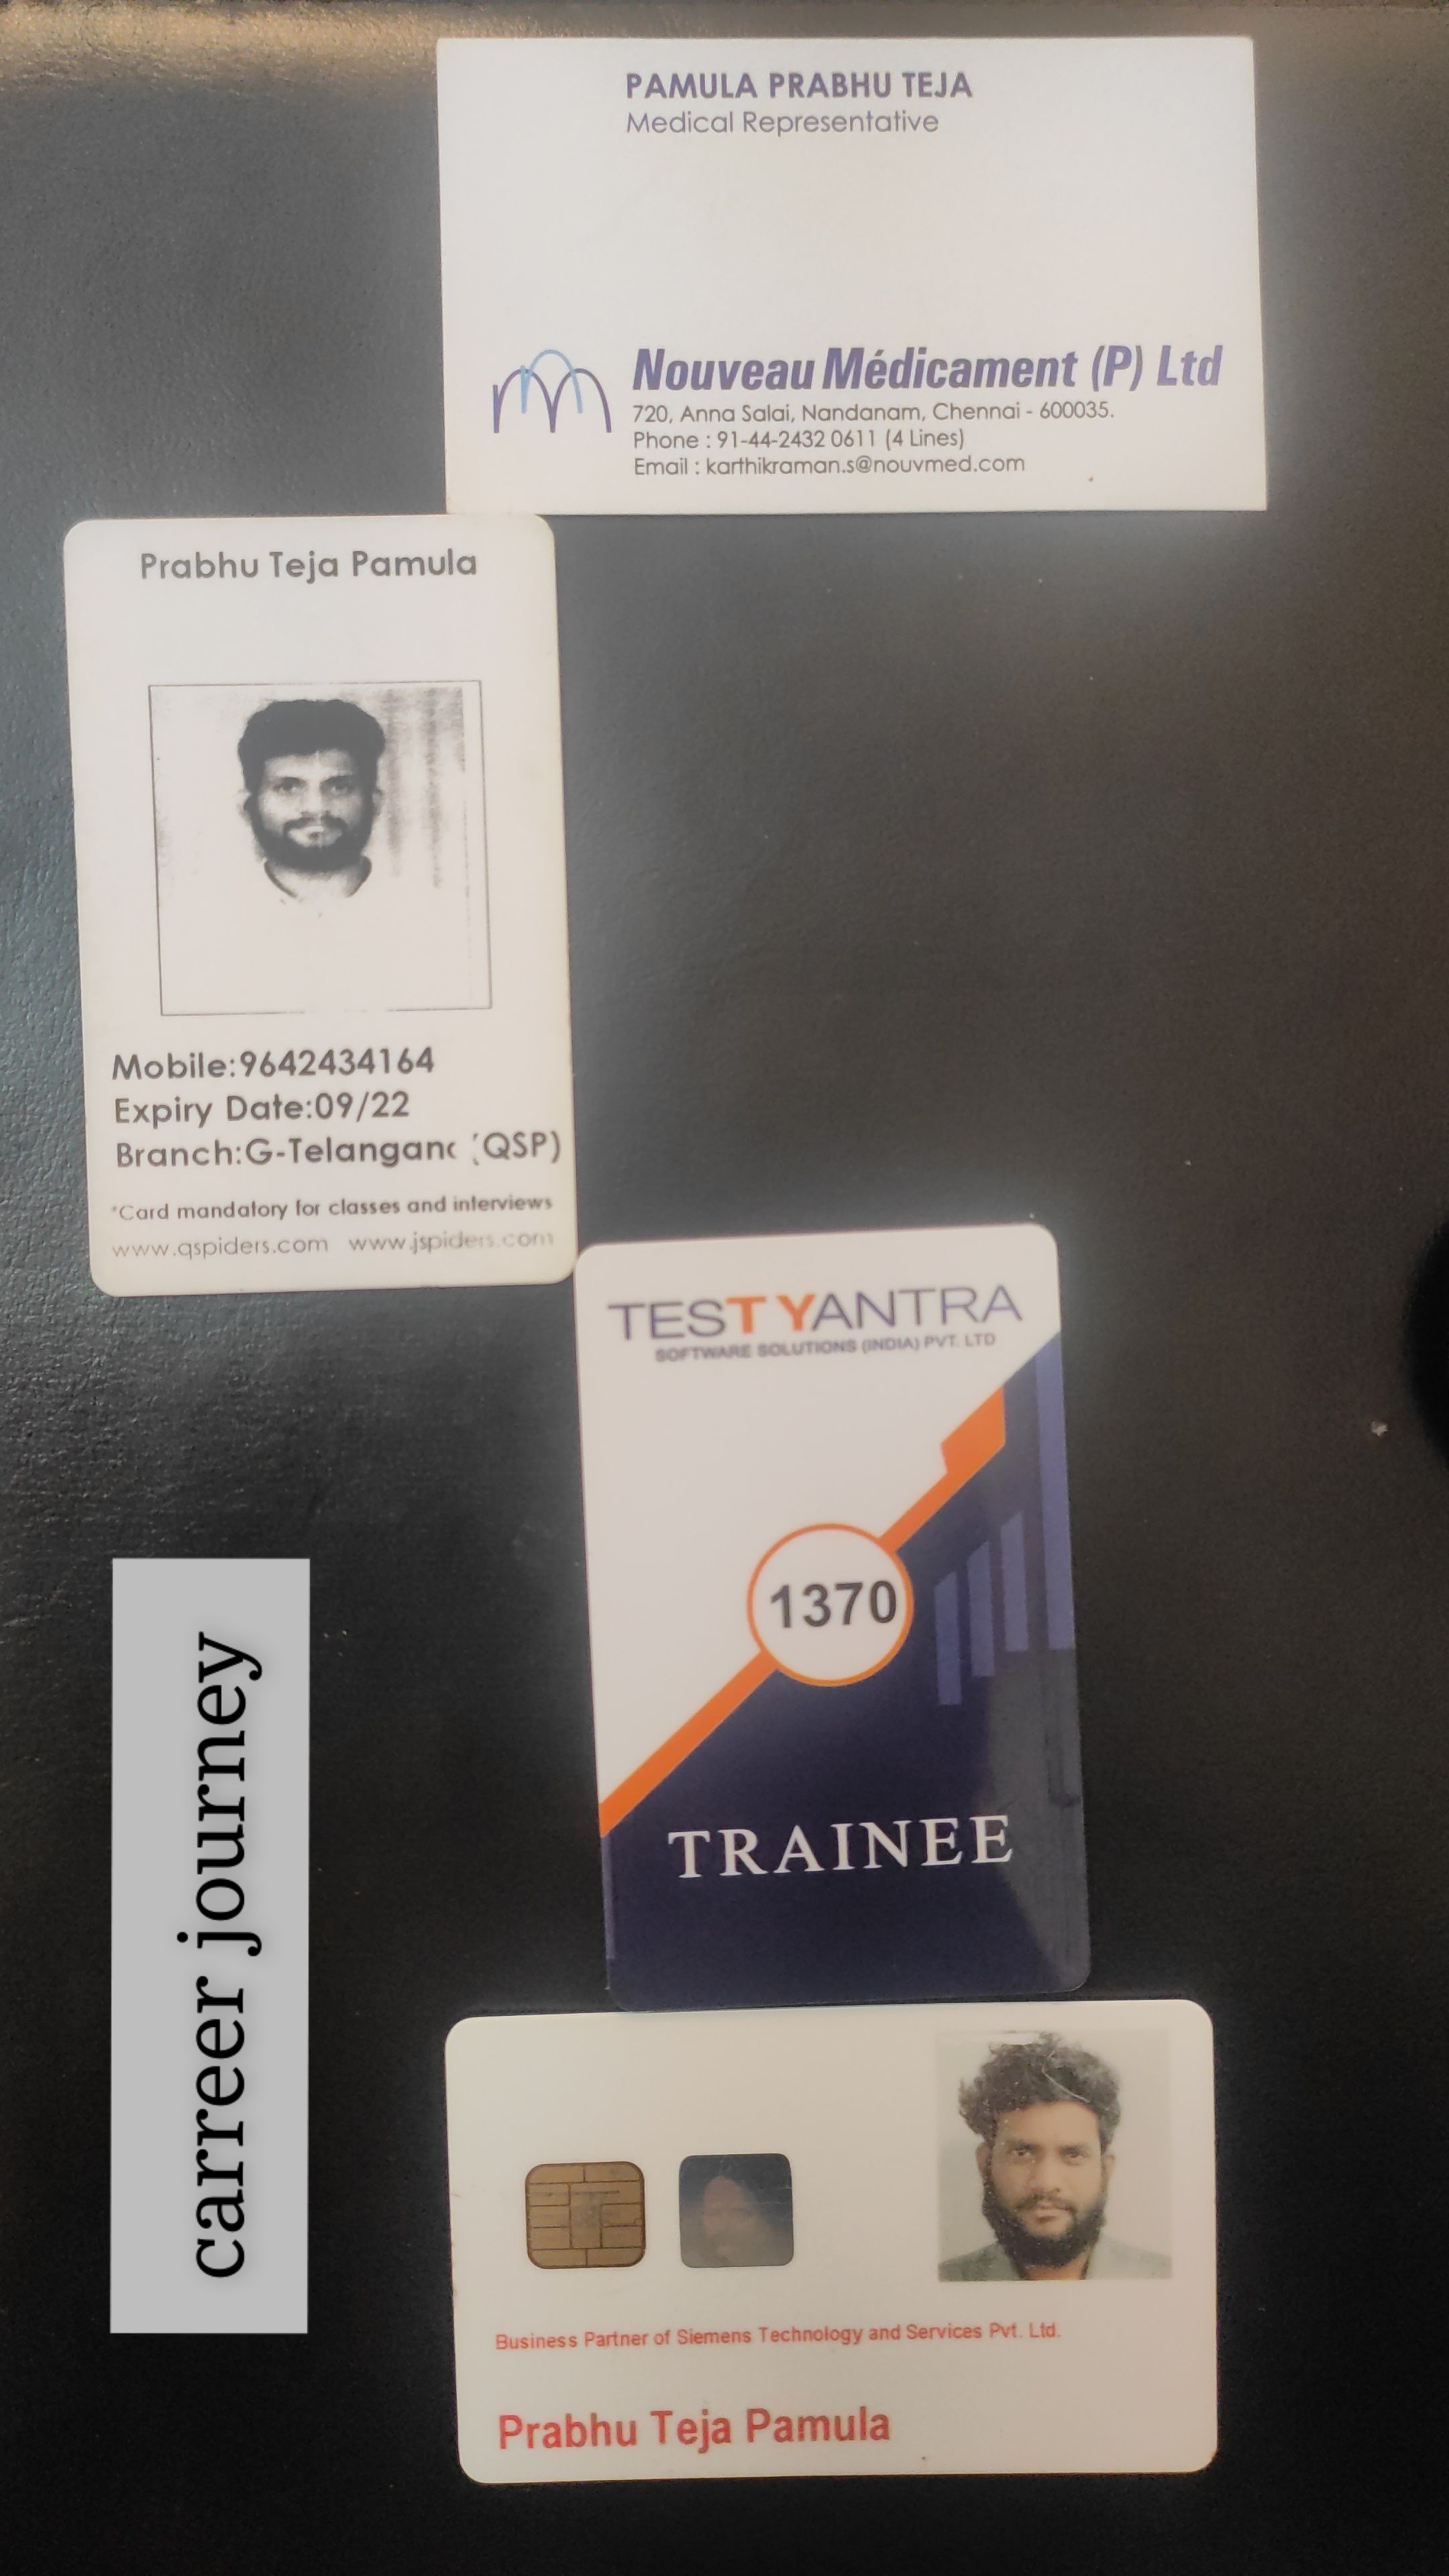 PAMULA PRABHU TEJA
Medical Representative
Nouveau Médicament (P) Ltd
720, Anna Salai, Nandanam, Chennai - 600035.
Phone : 91-44-2432 0611 (4 Lines)
Email : karthikraman.s@nouvmed.com
Prabhu Teja Pamula
Mobile:9642434164
Expiry Date:09/22
Branch:G-Telangana (QSP)
*Card mandatory for classes and interviews
www.qspiders.com www.jspiders.com
TESTYANTRA
SOFTWARE SOLUTIONS (INDIA) PVT. LTD
1370
TRAINEE
carreer journey
Business Partner of Siemens Technology and Services Pvt. Ltd.
Prabhu Teja Pamula